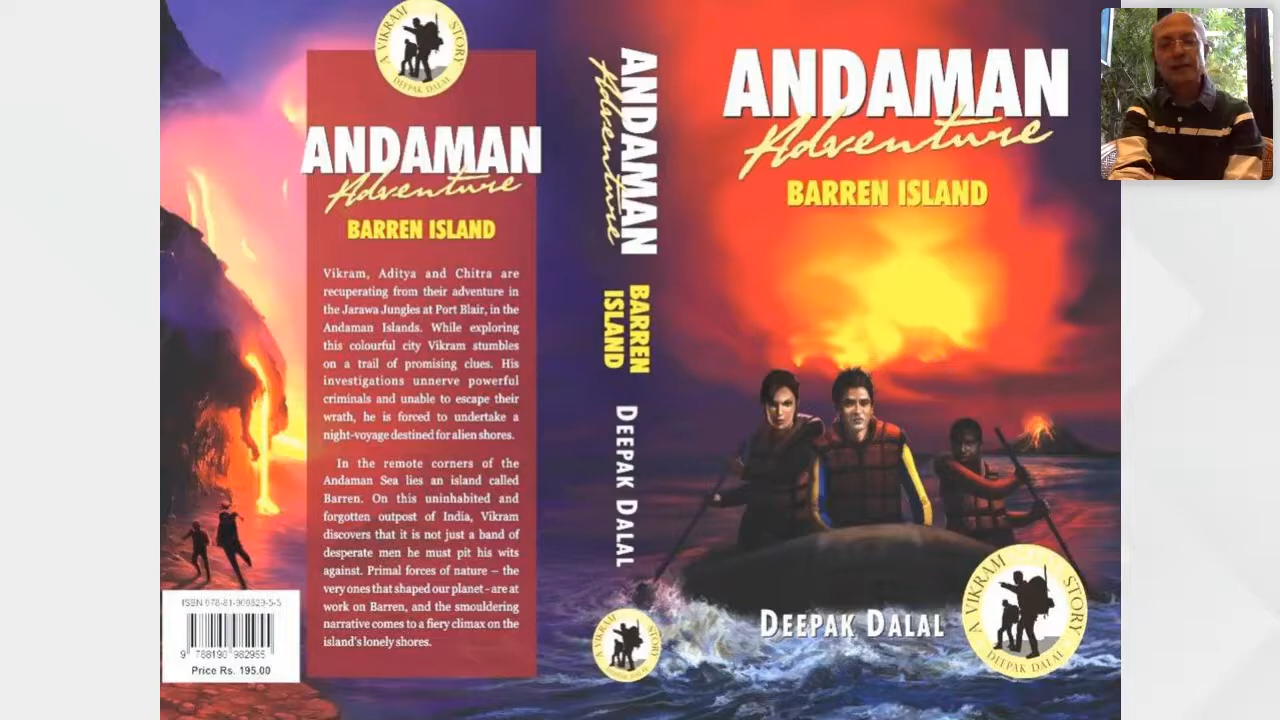 A VIKRAM STORY
DEEPAK DALAL
ANDAMAN
Adventure
BARREN ISLAND
Vikram, Aditya and Chitra are
recuperating from their adventure in
the Jarawa Jungles at Port Blair, in the
Andaman Islands. While exploring
this colourful city Vikram stumbles
on a trail of promising clues. His
investigations unnerve powerful
criminals and unable to escape their
wrath, he is forced to undertake a
night-voyage destined for alien shores.
In the remote corners of the
Andaman Sea lies an island called
Barren. On this uninhabited and
forgotten outpost of India, Vikram
discovers that it is not just a band of
desperate men he must pit his wits
against. Primal forces of nature – the
very ones that shaped our planet - are at
work on Barren, and the smouldering
narrative comes to a fiery climax on the
island's lonely shores.
9 788190 982955
Price Rs. 195.00
ANDAMAN
Adventure
BARREN
ISLAND
DEEPAK DALAL
A VIKRAM STORY
ANDAMAN
Adventure
BARREN ISLAND
DEEPAK DALAL
A VIKRAM STORY
DEEPAK DALAL